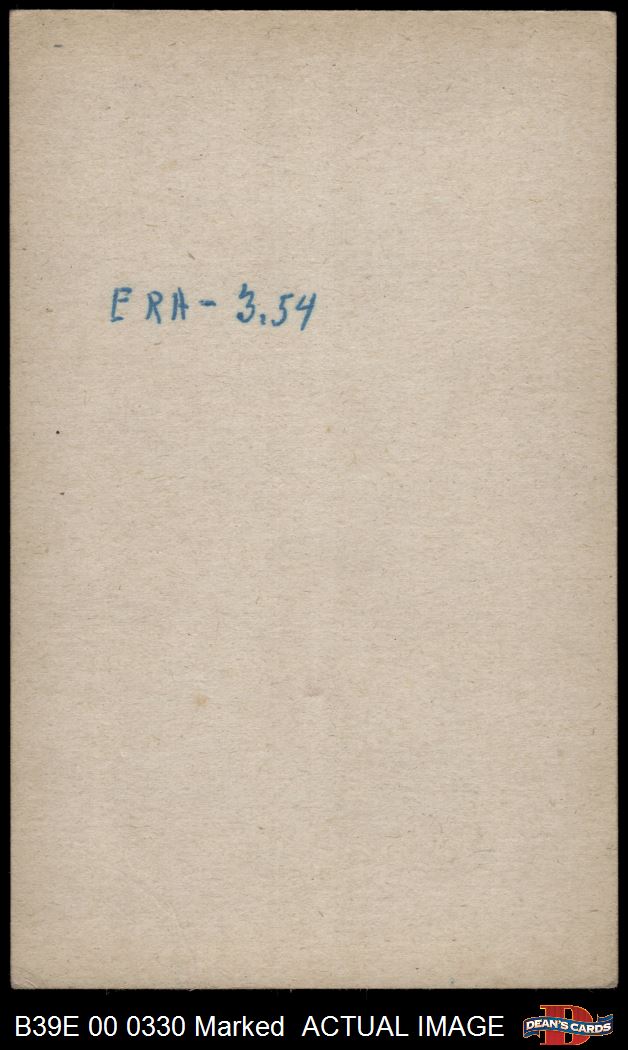 ERA - 3.54
B39E 00 0330 Marked ACTUAL IMAGE
DEAN'S CARDS